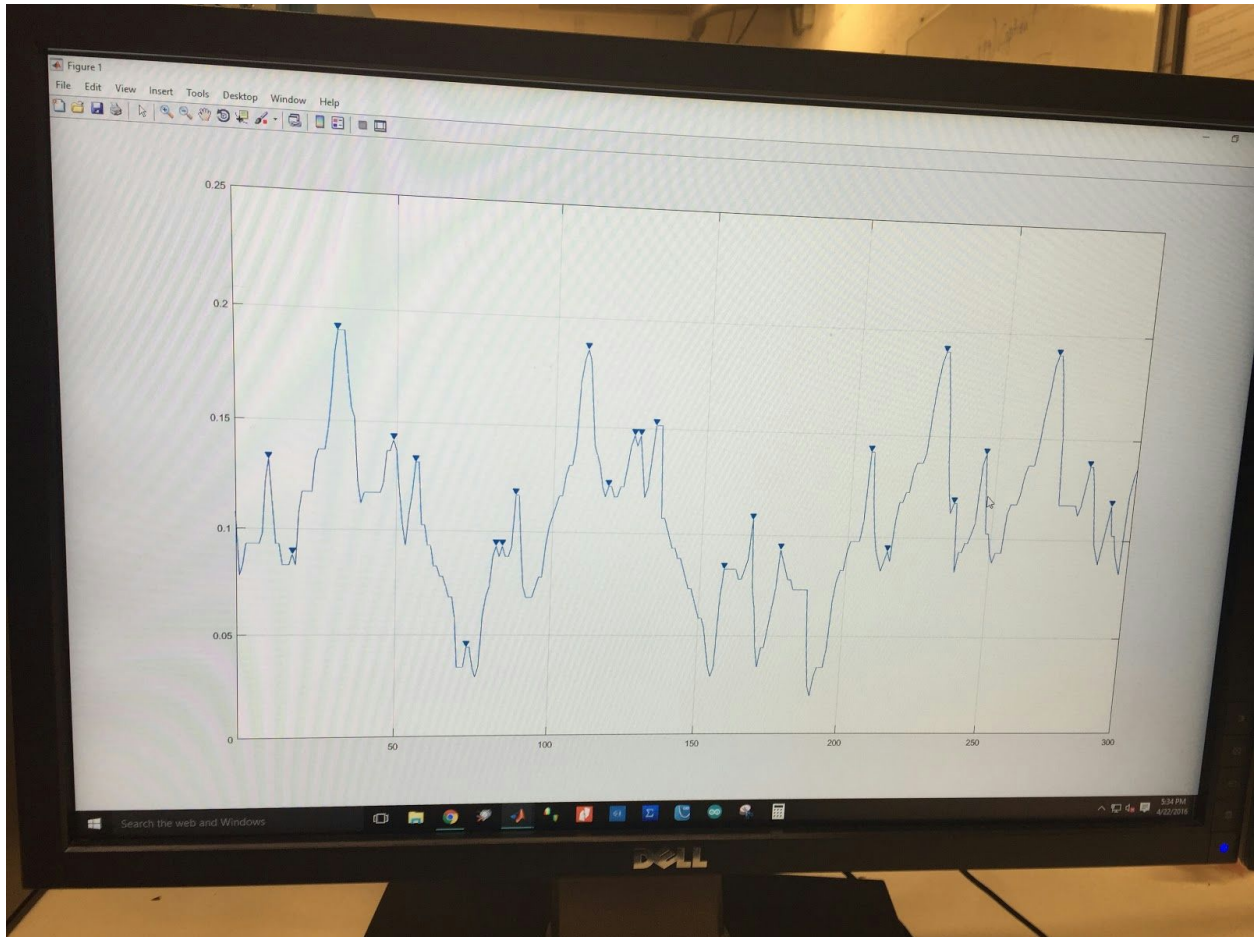 Figure 1
File Edit View Insert Tools Desktop Window Help
0.25
0.2
0.15
0.1
0.05
0
50 100 150 200 250 300
Search the web and Windows
5:34 PM
4/22/2016
DELL